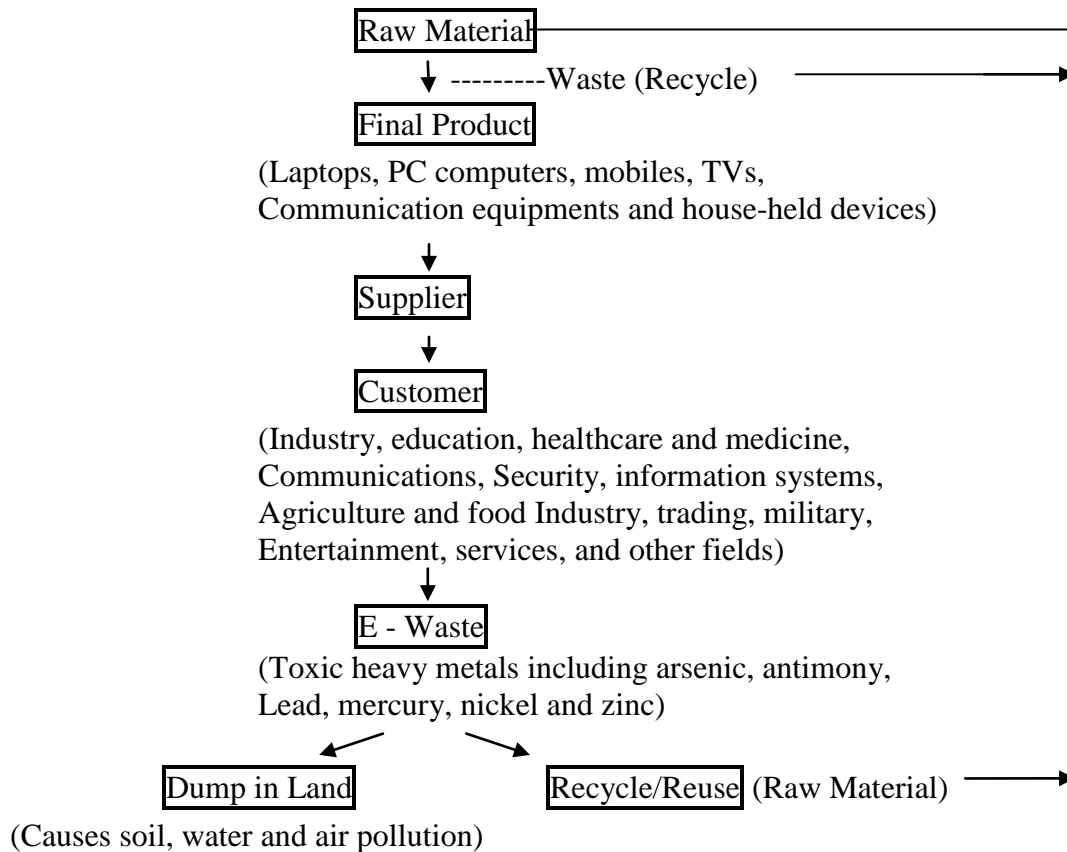 Raw Material
---------Waste (Recycle)
Final Product
(Laptops, PC computers, mobiles, TVs,
Communication equipments and house-held devices)
Supplier
Customer
(Industry, education, healthcare and medicine,
Communications, Security, information systems,
Agriculture and food Industry, trading, military,
Entertainment, services, and other fields)
E - Waste
(Toxic heavy metals including arsenic, antimony,
Lead, mercury, nickel and zinc)
Dump in Land Recycle/Reuse (Raw Material)
(Causes soil, water and air pollution)